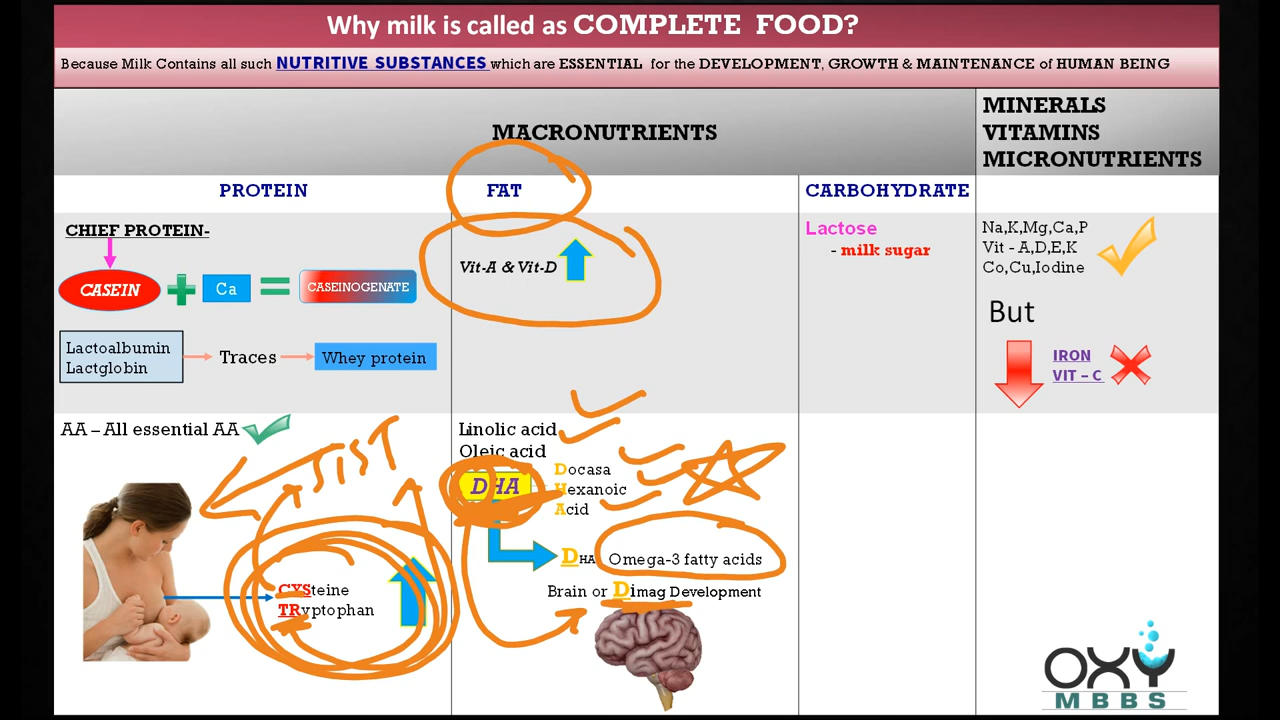 Why milk is called as COMPLETE FOOD?
Because Milk Contains all such NUTRITIVE SUBSTANCES which are ESSENTIAL for the DEVELOPMENT, GROWTH & MAINTENANCE of HUMAN BEING
MACRONUTRIENTS
MINERALS
VITAMINS
MICRONUTRIENTS
PROTEIN
FAT
CARBOHYDRATE
CHIEF PROTEIN-
CASEIN
Ca
CASEINOGENATE
Lactoalbumin
Lactglobin
Traces
Whey protein
Vit-A & Vit-D
Lactose
- milk sugar
Na,K,Mg,Ca,P
Vit - A,D,E,K
Co,Cu,Iodine
But
IRON
VIT – C
AA – All essential AA
CYSteine
TRyptophan
Linolic acid
Oleic acid
DHA
Docasa
Hexanoic
Acid
DHA
Omega-3 fatty acids
Brain or Dimag Development
OXY
MBBS